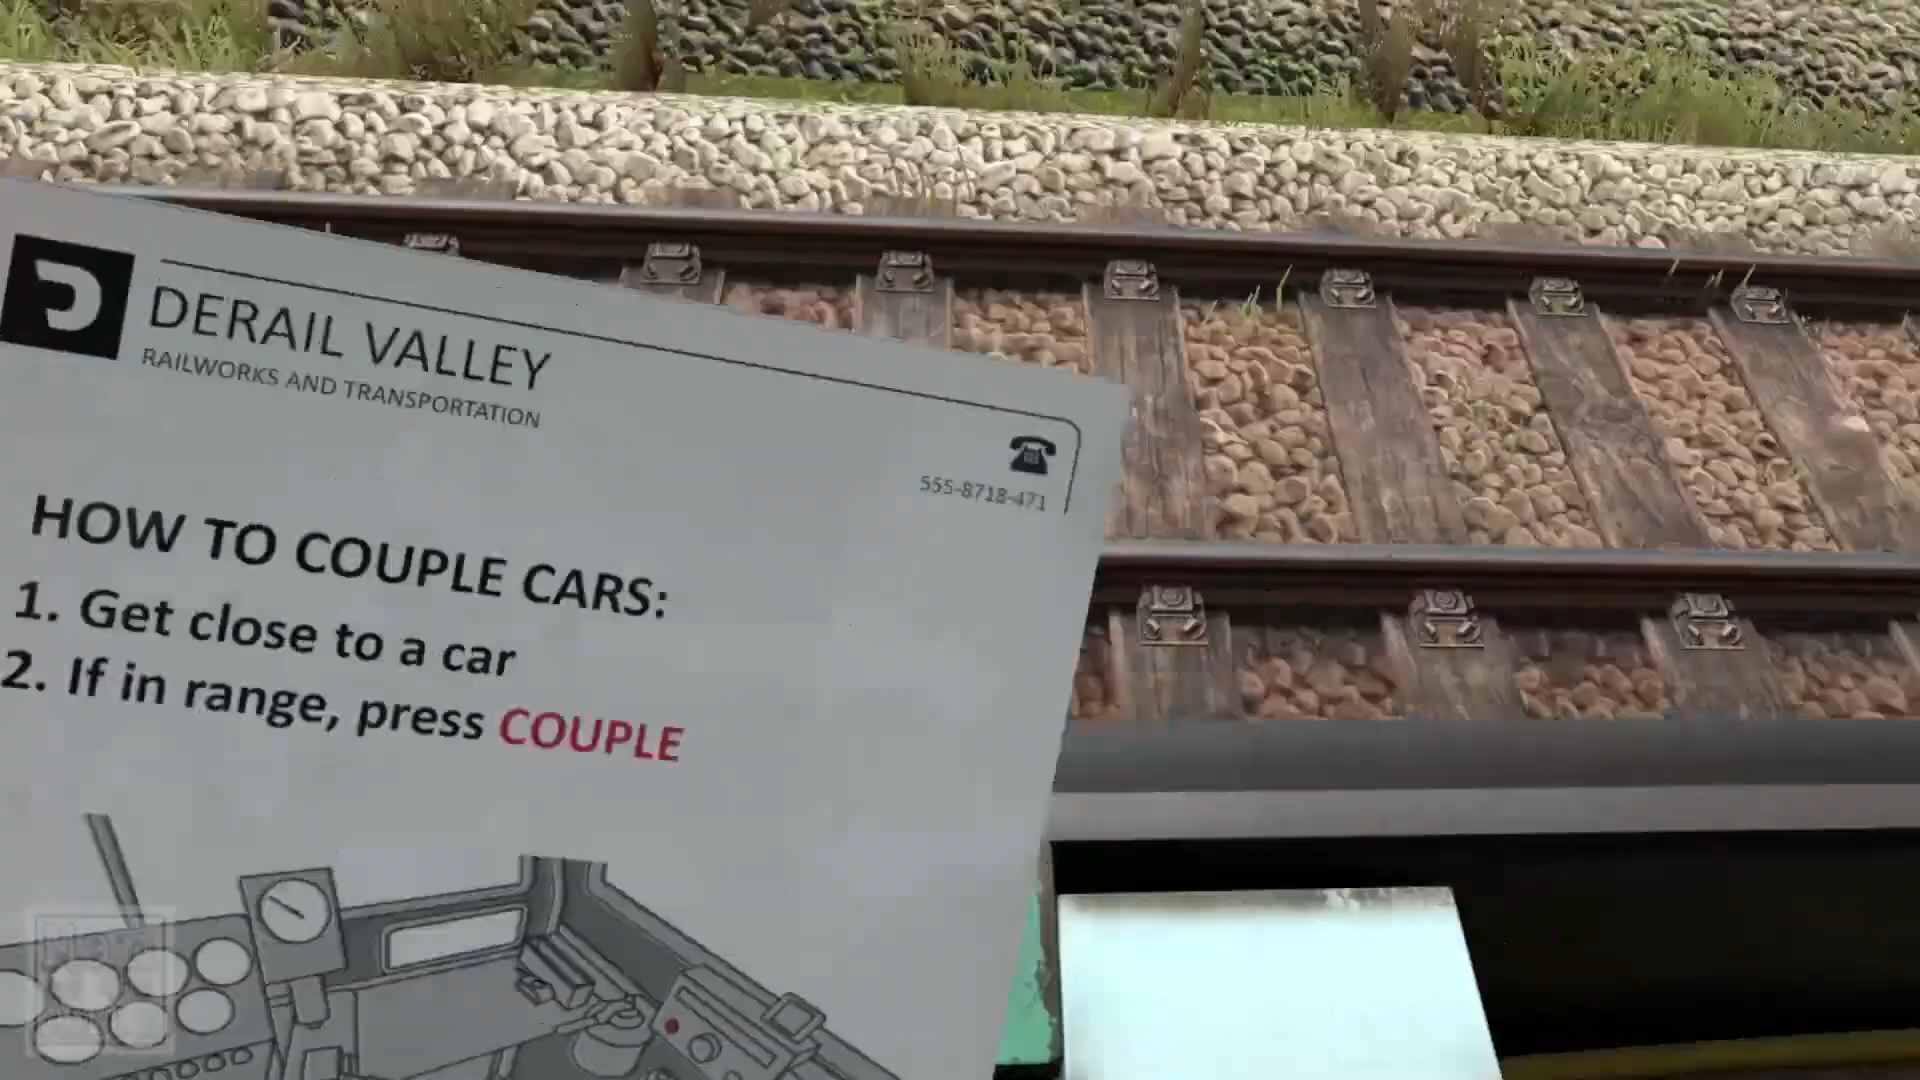 DERAIL VALLEY
RAILWORKS AND TRANSPORTATION
555-8718-471
HOW TO COUPLE CARS:
1. Get close to a car
2. If in range, press COUPLE